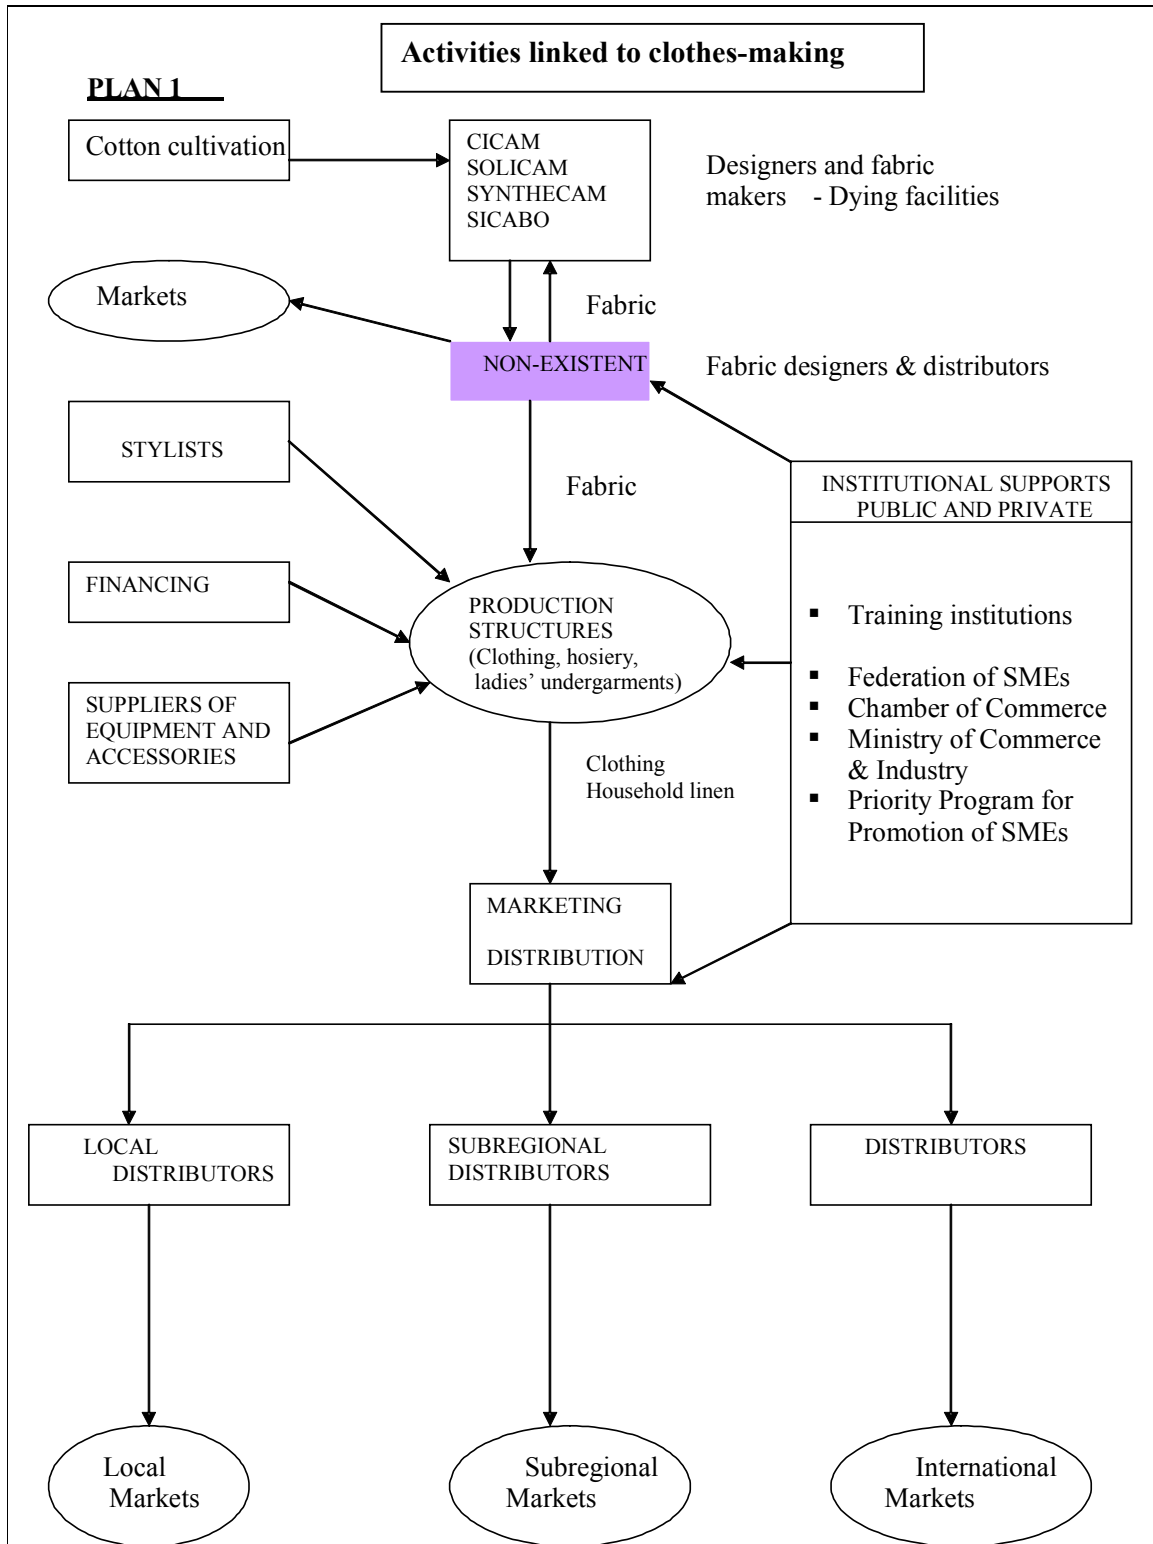 Activities linked to clothes-making
PLAN 1
Cotton cultivation
CICAM
SOLICAM
SYNTHECAM
SICABO
Designers and fabric
makers - Dying facilities
Markets
Fabric
NON-EXISTENT
Fabric designers & distributors
STYLISTS
Fabric
INSTITUTIONAL SUPPORTS
PUBLIC AND PRIVATE
FINANCING
PRODUCTION
STRUCTURES
(Clothing, hosiery,
ladies’ undergarments)
▪ Training institutions
▪ Federation of SMEs
▪ Chamber of Commerce
▪ Ministry of Commerce
& Industry
▪ Priority Program for
Promotion of SMEs
SUPPLIERS OF
EQUIPMENT AND
ACCESSORIES
Clothing
Household linen
MARKETING
DISTRIBUTION
LOCAL
DISTRIBUTORS
SUBREGIONAL
DISTRIBUTORS
DISTRIBUTORS
Local
Markets
Subregional
Markets
International
Markets